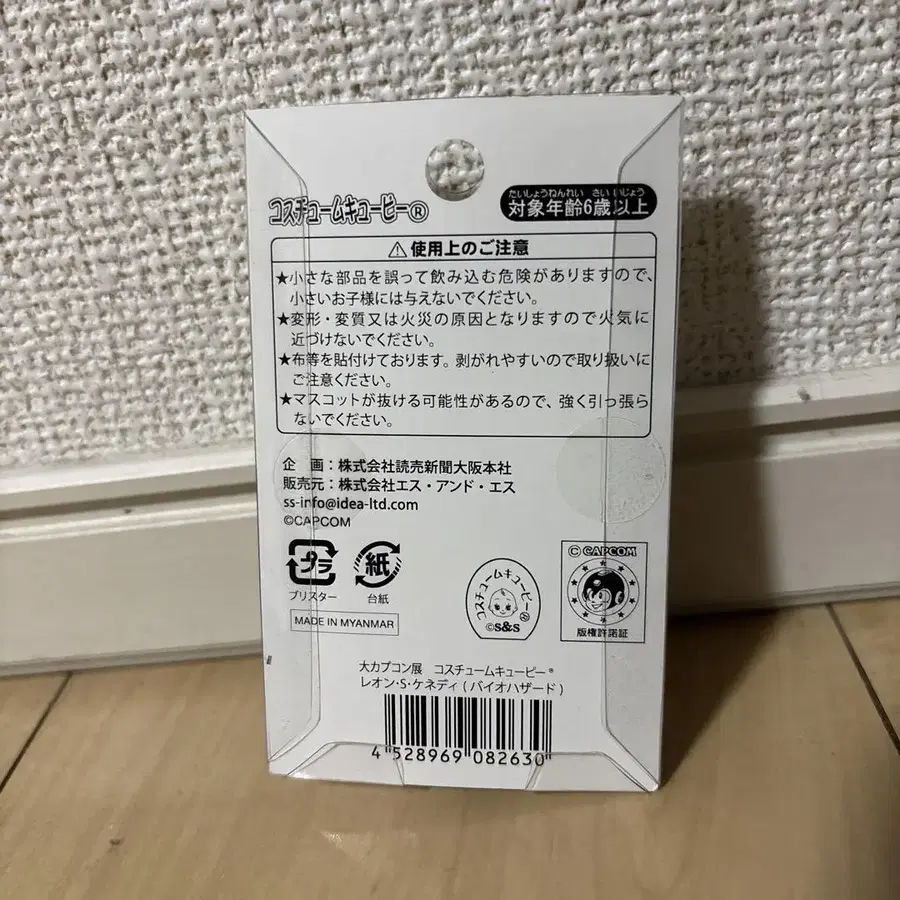 コスチュームキューピー®
たいしょうねんれい さい いじょう
対象年齢6歳以上
⚠使用上のご注意
★小さな部品を誤って飲み込む危険がありますので、
小さいお子様には与えないでください。
★変形・変質又は火災の原因となりますので火気に
近づけないでください。
★布等を貼付けております。剥がれやすいので取り扱いに
ご注意ください。
★マスコットが抜ける可能性があるので、強く引っ張ら
ないでください。
企 画：株式会社読売新聞大阪本社
販売元：株式会社エス・アンド・エス
ss-info@idea-ltd.com
©CAPCOM
プラ
ブリスター
紙
台紙
MADE IN MYANMAR
コスチュームキューピー®
©S&S
© CAPCOM
版権許諾証
大カプコン展 コスチュームキューピー®
レオン・S・ケネディ(バイオハザード)
4 528969 082630